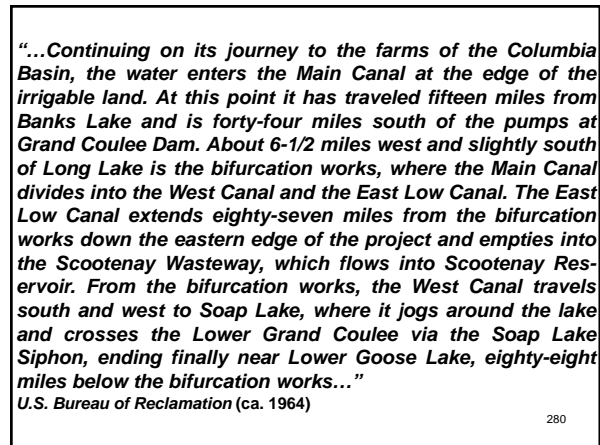 “…Continuing on its journey to the farms of the Columbia
Basin, the water enters the Main Canal at the edge of the
irrigable land. At this point it has traveled fifteen miles from
Banks Lake and is forty-four miles south of the pumps at
Grand Coulee Dam. About 6-1/2 miles west and slightly south
of Long Lake is the bifurcation works, where the Main Canal
divides into the West Canal and the East Low Canal. The East
Low Canal extends eighty-seven miles from the bifurcation
works down the eastern edge of the project and empties into
the Scootenay Wasteway, which flows into Scootenay Res-
ervoir. From the bifurcation works, the West Canal travels
south and west to Soap Lake, where it jogs around the lake
and crosses the Lower Grand Coulee via the Soap Lake
Siphon, ending finally near Lower Goose Lake, eighty-eight
miles below the bifurcation works…”
U.S. Bureau of Reclamation (ca. 1964)
280